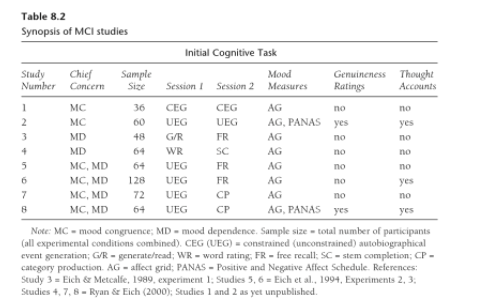 Table 8.2
Synopsis of MCI studies
Initial Cognitive Task
Study Chief Sample Mood Genuineness Thought
Number Concern Size Session 1 Session 2 Measures Ratings Accounts
1 MC 36 CEG CEG AG no no
2 MC 60 UEG UEG AG, PANAS yes yes
3 MD 48 G/R FR AG no no
4 MD 64 WR SC AG no no
5 MC, MD 64 UEG FR AG no no
6 MC, MD 128 UEG FR AG no yes
7 MC, MD 72 UEG CP AG no no
8 MC, MD 64 UEG CP AG, PANAS yes yes
Note: MC = mood congruence; MD = mood dependence. Sample size = total number of participants
(all experimental conditions combined). CEG (UEG) = constrained (unconstrained) autobiographical
event generation; G/R = generate/read; WR = word rating; FR = free recall; SC = stem completion; CP =
category production. AG = affect grid; PANAS = Positive and Negative Affect Schedule. References:
Study 3 = Eich & Metcalfe, 1989, experiment 1; Studies 5, 6 = Eich et al., 1994, Experiments 2, 3;
Studies 4, 7, 8 = Ryan & Eich (2000); Studies 1 and 2 as yet unpublished.